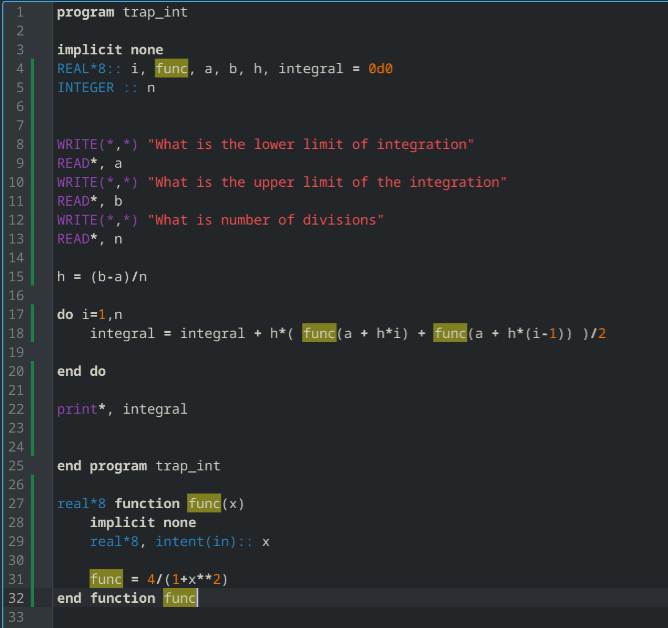 1 program trap_int
2
3 implicit none
4 REAL*8:: i, func, a, b, h, integral = 0d0
5 INTEGER :: n
6
7
8 WRITE(*,*) "What is the lower limit of integration"
9 READ*, a
10 WRITE(*,*) "What is the upper limit of the integration"
11 READ*, b
12 WRITE(*,*) "What is number of divisions"
13 READ*, n
14
15 h = (b-a)/n
16
17 do i=1,n
18     integral = integral + h*( func(a + h*i) + func(a + h*(i-1)) )/2
19
20 end do
21
22 print*, integral
23
24
25 end program trap_int
26
27 real*8 function func(x)
28     implicit none
29     real*8, intent(in):: x
30
31     func = 4/(1+x**2)
32 end function func
33